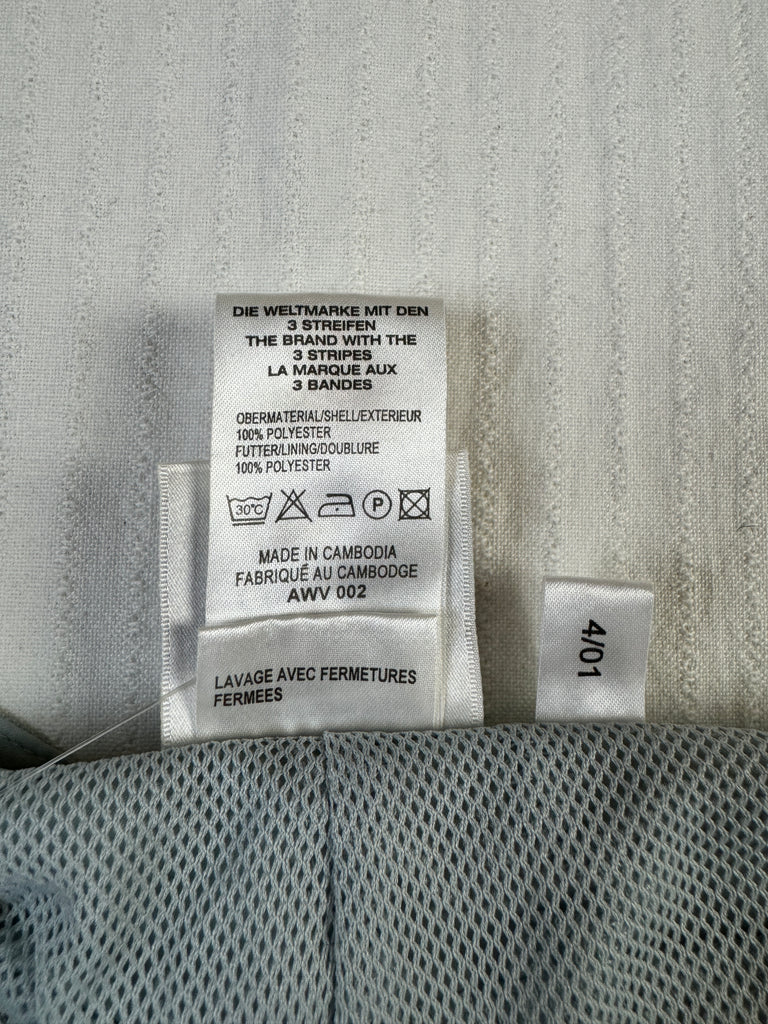 DIE WELTMARKE MIT DEN
3 STREIFEN
THE BRAND WITH THE
3 STRIPES
LA MARQUE AUX
3 BANDES
OBERMATERIAL/SHELL/EXTERIEUR
100% POLYESTER
FUTTER/LINING/DOUBLURE
100% POLYESTER
30°C P
MADE IN CAMBODIA
FABRIQUÉ AU CAMBODGE
AWV 002
LAVAGE AVEC FERMETURES
FERMEES
4/01